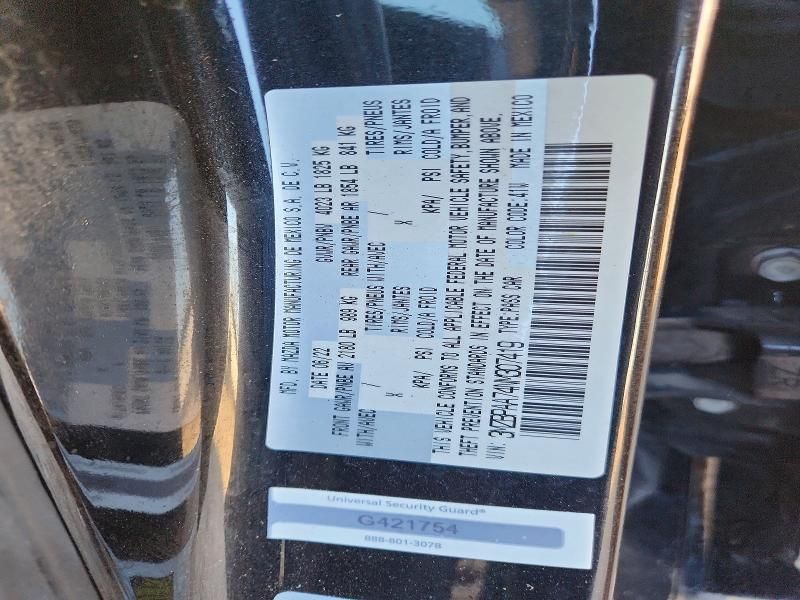 MFD. BY MAZDA MOTOR MANUFACTURING DE MEXICO S.A. DE C.V.
DATE 06/22 GVWR/PNBV 4023 LB 1825 KG
FRONT GAWR/PNBE AV 2180 LB 989 KG REAR GAWR/PNBE AR 1854 LB 841 KG
WITH/AVEC TIRES/PNEUS WITH/AVEC TIRES/PNEUS
/ RIMS/JANTES / RIMS/JANTES
X X
KPA/ PSI COLD/A FROID KPA/ PSI COLD/A FROID
THIS VEHICLE CONFORMS TO ALL APPLICABLE FEDERAL MOTOR VEHICLE SAFETY, BUMPER, AND
THEFT PREVENTION STANDARDS IN EFFECT ON THE DATE OF MANUFACTURE SHOWN ABOVE.
TYPE:PASS CAR COLOR CODE:41W MADE IN MEXICO
Universal Security Guard®
G421754
888-801-3078